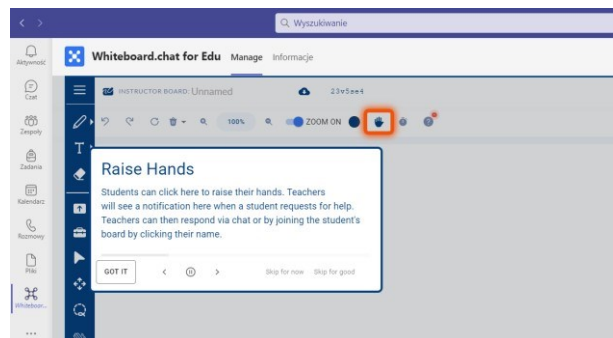 Wyszukiwanie
Whiteboard.chat for Edu Manage Informacje
Aktywność
Czat
Zespoły
Zadania
Kalendarz
Rozmowy
Pliki
Whiteboar...
INSTRUCTOR BOARD: Unnamed 23v5ae4
100% ZOOM ON
Raise Hands
Students can click here to raise their hands. Teachers
will see a notification here when a student requests for help.
Teachers can then respond via chat or by joining the student's
board by clicking their name.
GOT IT Skip for now Skip for good